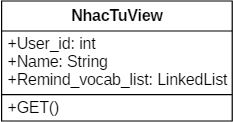 NhacTuView
+User_id: int
+Name: String
+Remind_vocab_list: LinkedList
+GET()